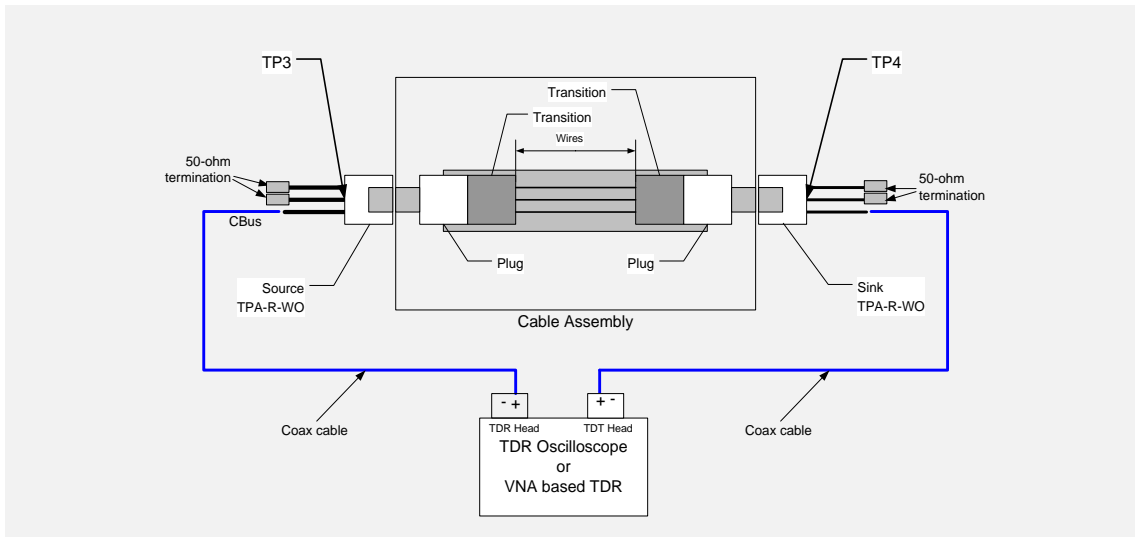 TP3
TP4
Transition
Transition
Wires
50-ohm
termination
50-ohm
termination
CBus
Plug
Plug
Source
TPA-R-WO
Sink
TPA-R-WO
Cable Assembly
- +
+ -
Coax cable
TDR Head
TDT Head
Coax cable
TDR Oscilloscope
or
VNA based TDR